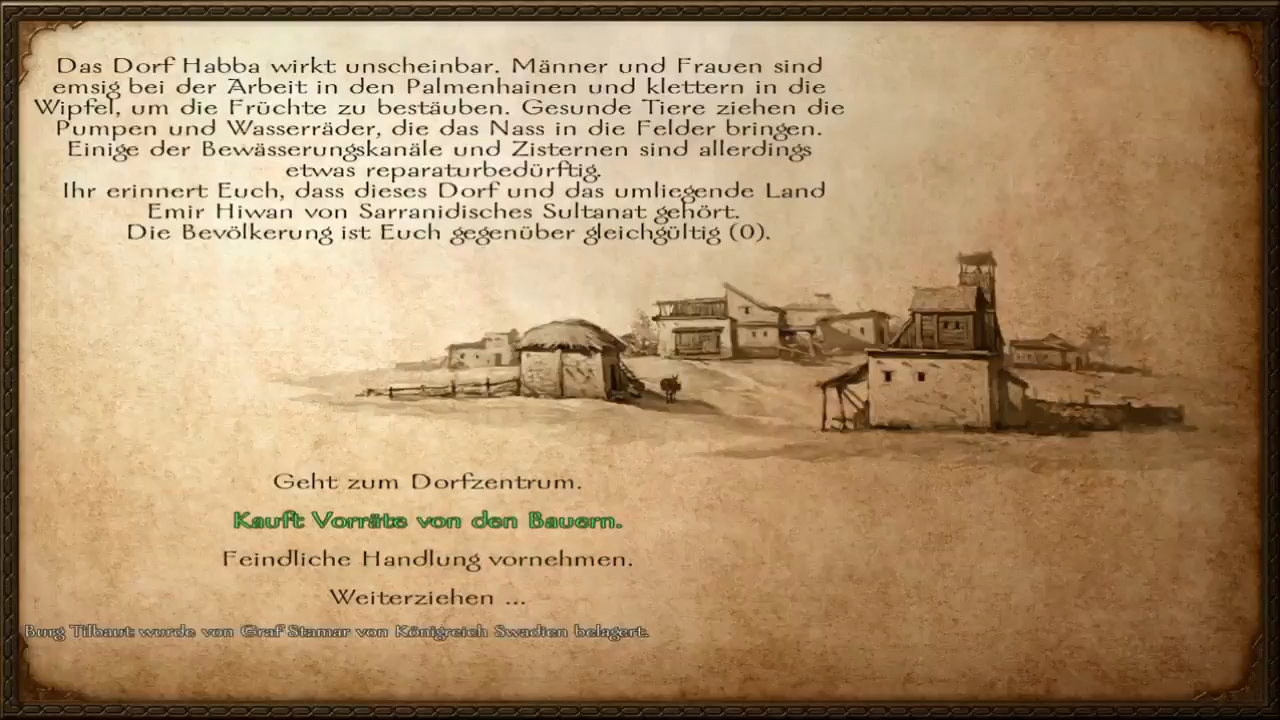 Das Dorf Habba wirkt unscheinbar. Männer und Frauen sind
emsig bei der Arbeit in den Palmenhainen und klettern in die
Wipfel, um die Früchte zu bestäuben. Gesunde Tiere ziehen die
Pumpen und Wasserräder, die das Nass in die Felder bringen.
Einige der Bewässerungskanäle und Zisternen sind allerdings
etwas reparaturbedürftig.
Ihr erinnert Euch, dass dieses Dorf und das umliegende Land
Emir Hiwan von Sarranidisches Sultanat gehört.
Die Bevölkerung ist Euch gegenüber gleichgültig (0).
Geht zum Dorfzentrum.
Kauft Vorräte von den Bauern.
Feindliche Handlung vornehmen.
Weiterziehen ...
Burg Tilbaut wurde von Graf Stamar von Königreich Swadien belagert.